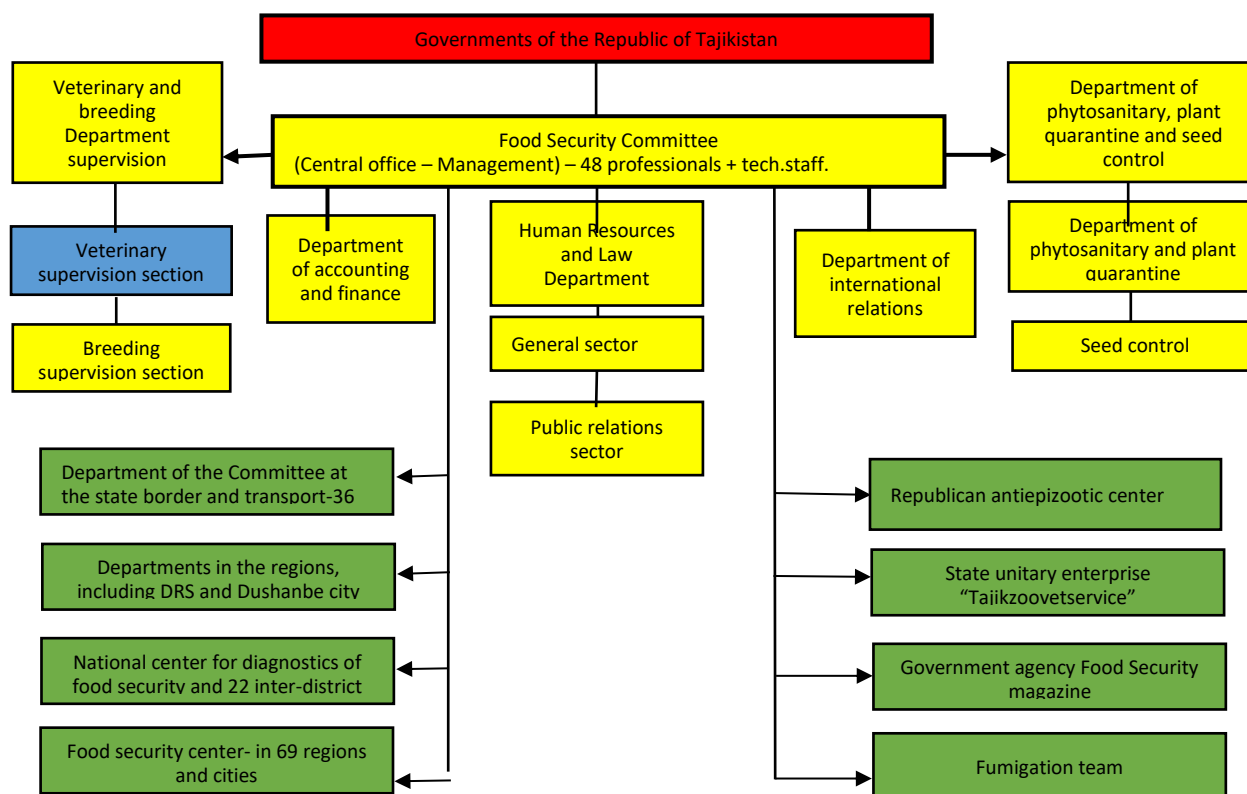 Governments of the Republic of Tajikistan
Veterinary and
breeding
Department
supervision
Food Security Committee
(Central office – Management) – 48 professionals + tech.staff.
Department of
phytosanitary, plant
quarantine and seed
control
Veterinary
supervision section
Department
of accounting
and finance
Human Resources
and Law
Department
Department of
international
relations
Department of
phytosanitary and plant
quarantine
Breeding
supervision section
General sector
Seed control
Public relations
sector
Department of the Committee at
the state border and transport-36
Republican antiepizootic center
Departments in the regions,
including DRS and Dushanbe city
State unitary enterprise
“Tajikzoovetservice”
National center for diagnostics of
food security and 22 inter-district
Government agency Food Security
magazine
Food security center- in 69 regions
and cities
Fumigation team